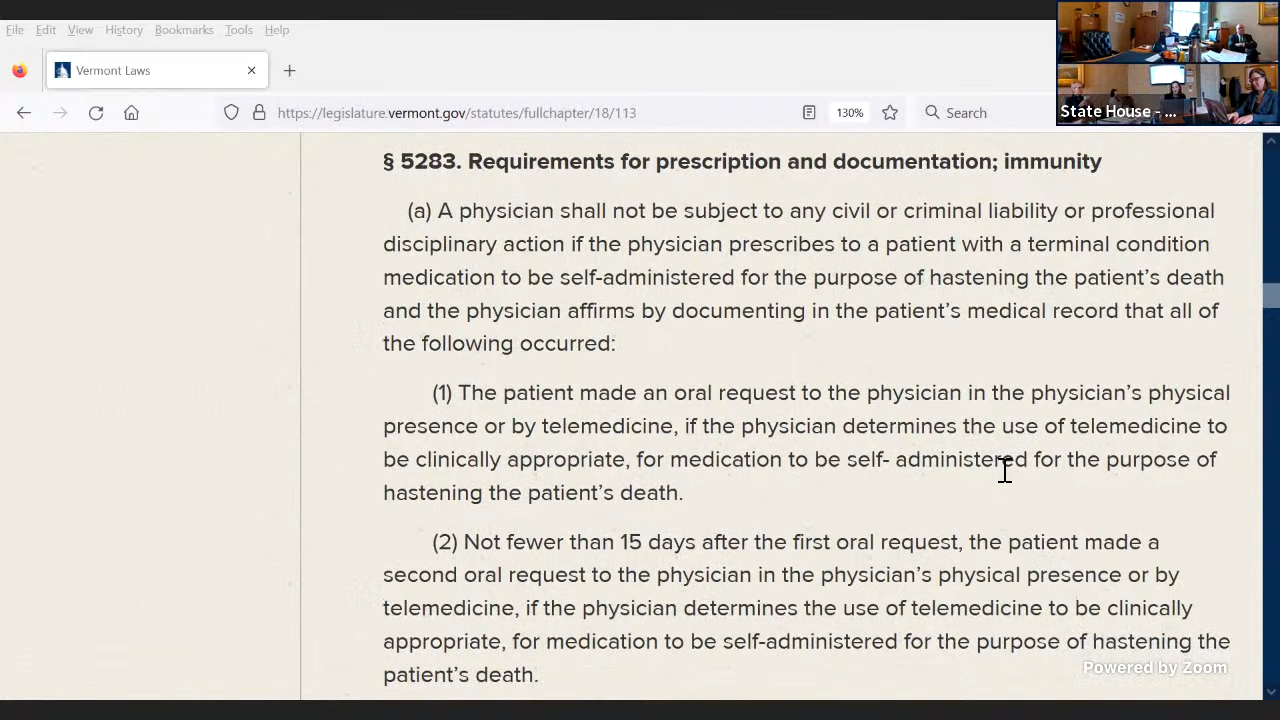 File Edit View History Bookmarks Tools Help
Vermont Laws
https://legislature.vermont.gov/statutes/fullchapter/18/113
130%
Search
State House - ...
§ 5283. Requirements for prescription and documentation; immunity
(a) A physician shall not be subject to any civil or criminal liability or professional
disciplinary action if the physician prescribes to a patient with a terminal condition
medication to be self-administered for the purpose of hastening the patient’s death
and the physician affirms by documenting in the patient’s medical record that all of
the following occurred:
(1) The patient made an oral request to the physician in the physician’s physical
presence or by telemedicine, if the physician determines the use of telemedicine to
be clinically appropriate, for medication to be self- administered for the purpose of
hastening the patient’s death.
(2) Not fewer than 15 days after the first oral request, the patient made a
second oral request to the physician in the physician’s physical presence or by
telemedicine, if the physician determines the use of telemedicine to be clinically
appropriate, for medication to be self-administered for the purpose of hastening the
patient’s death.
Powered by Zoom